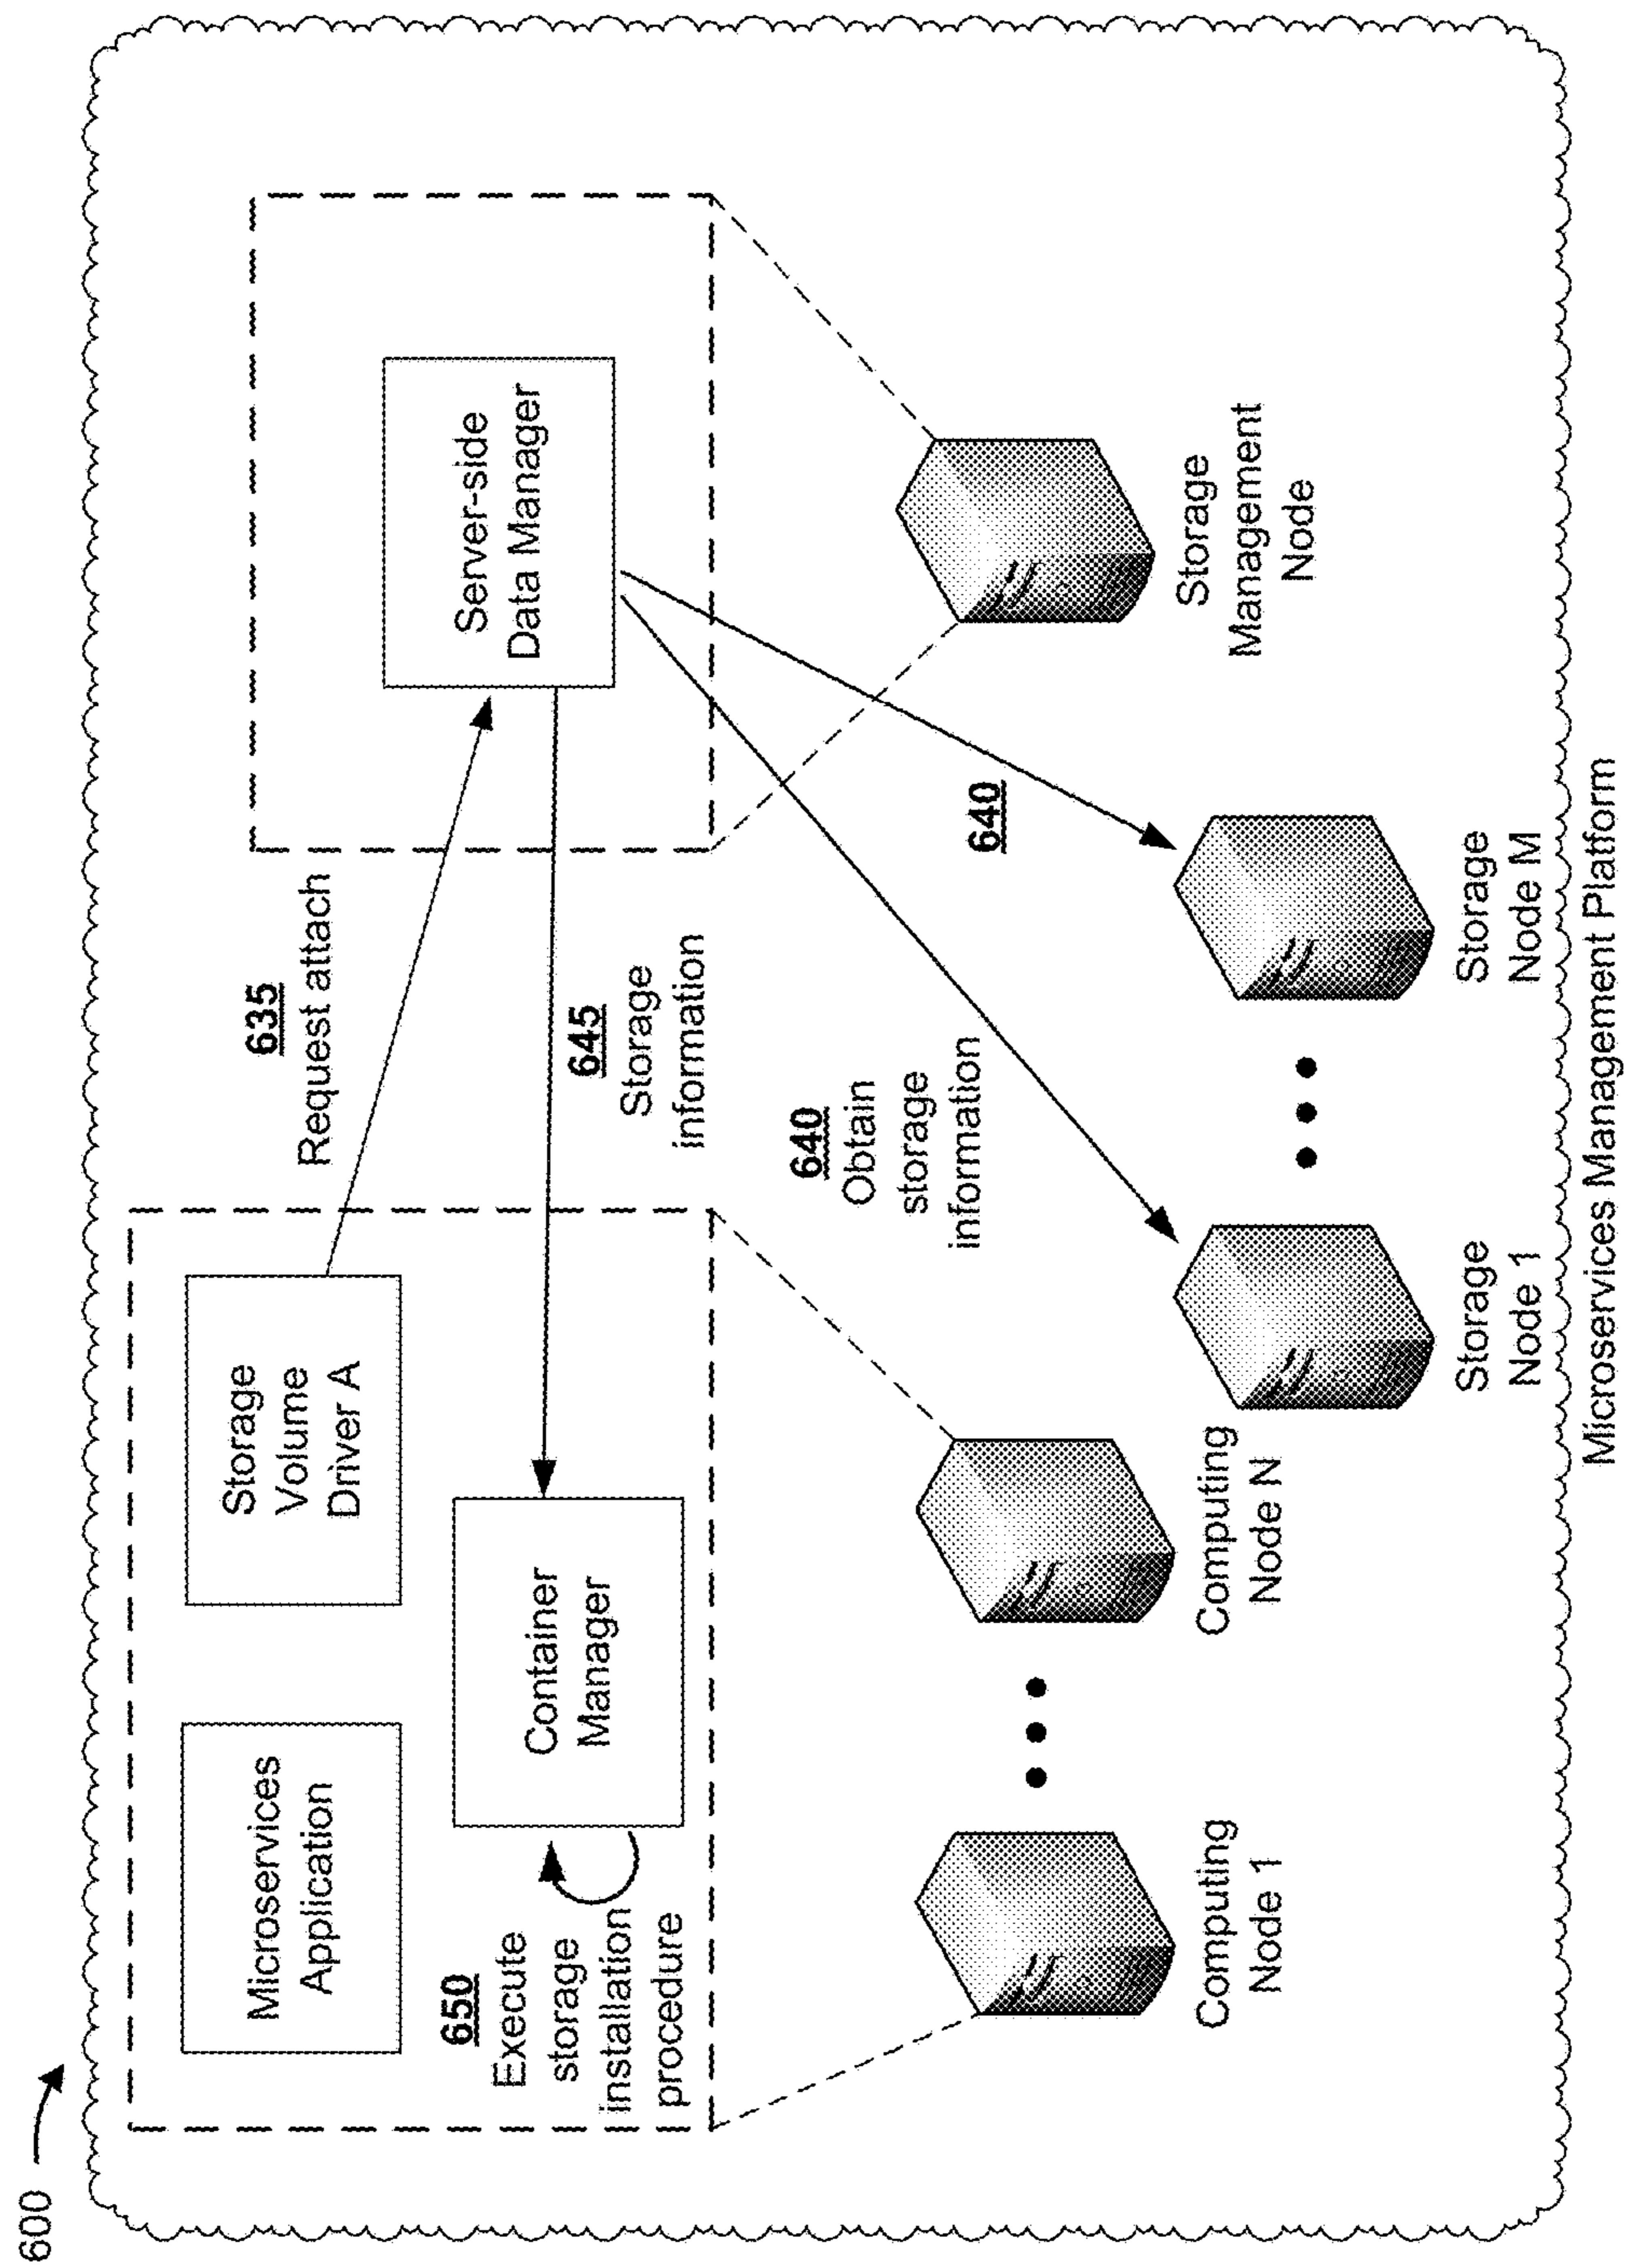 600
Microservices
Application
Storage
Volume
Driver A
635
Request attach
Server-side
Data Manager
650
Execute
storage
installation
procedure
Container
Manager
645
Storage
information
640
Obtain
storage
information
640
Computing
Node 1
Computing
Node N
Storage
Node 1
Storage
Node M
Storage
Management
Node
Microservices Management Platform